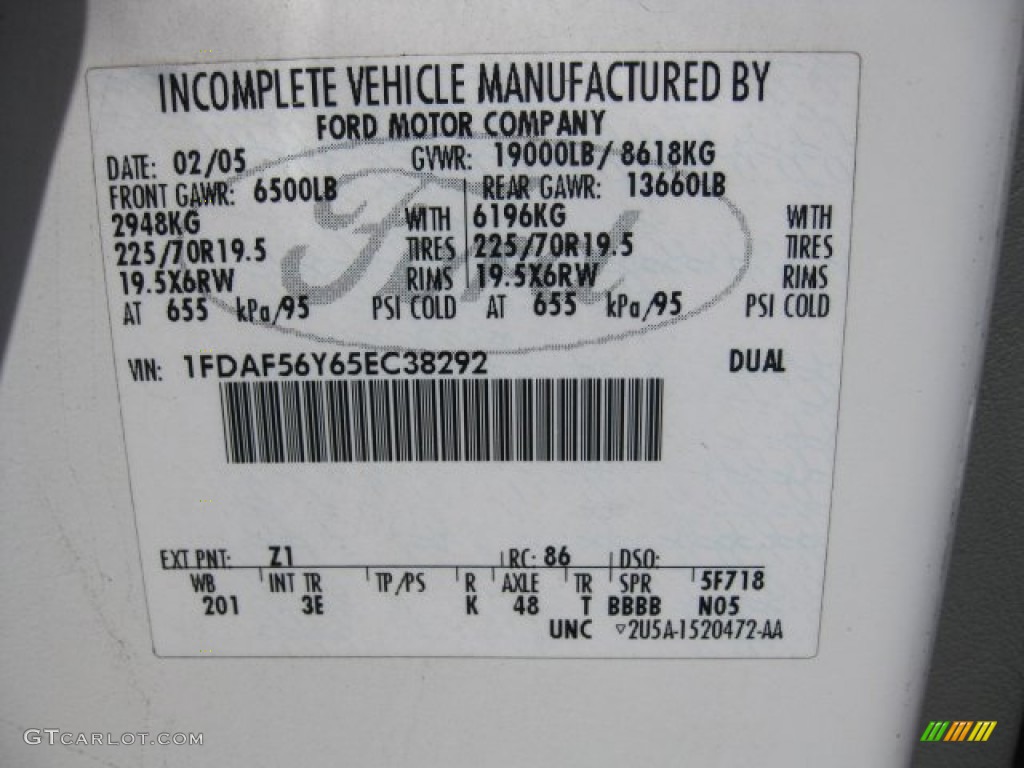 INCOMPLETE VEHICLE MANUFACTURED BY
FORD MOTOR COMPANY
DATE: 02/05 GVWR: 19000LB/ 8618KG
FRONT GAWR: 6500LB REAR GAWR: 13660LB
2948KG WITH 6196KG WITH
225/70R19.5 TIRES 225/70R19.5 TIRES
19.5X6RW RIMS 19.5X6RW RIMS
AT 655 kPa/95 PSI COLD AT 655 kPa/95 PSI COLD
Ford
VIN: 1FDAF56Y65EC38292 DUAL
EXT PNT: Z1 RC: 86 DSO:
WB INT TR TP/PS R AXLE TR SPR 5F718
201 3E K 48 T BBBB N05
UNC ▽2U5A-1520472-AA
GTCARLOT.COM